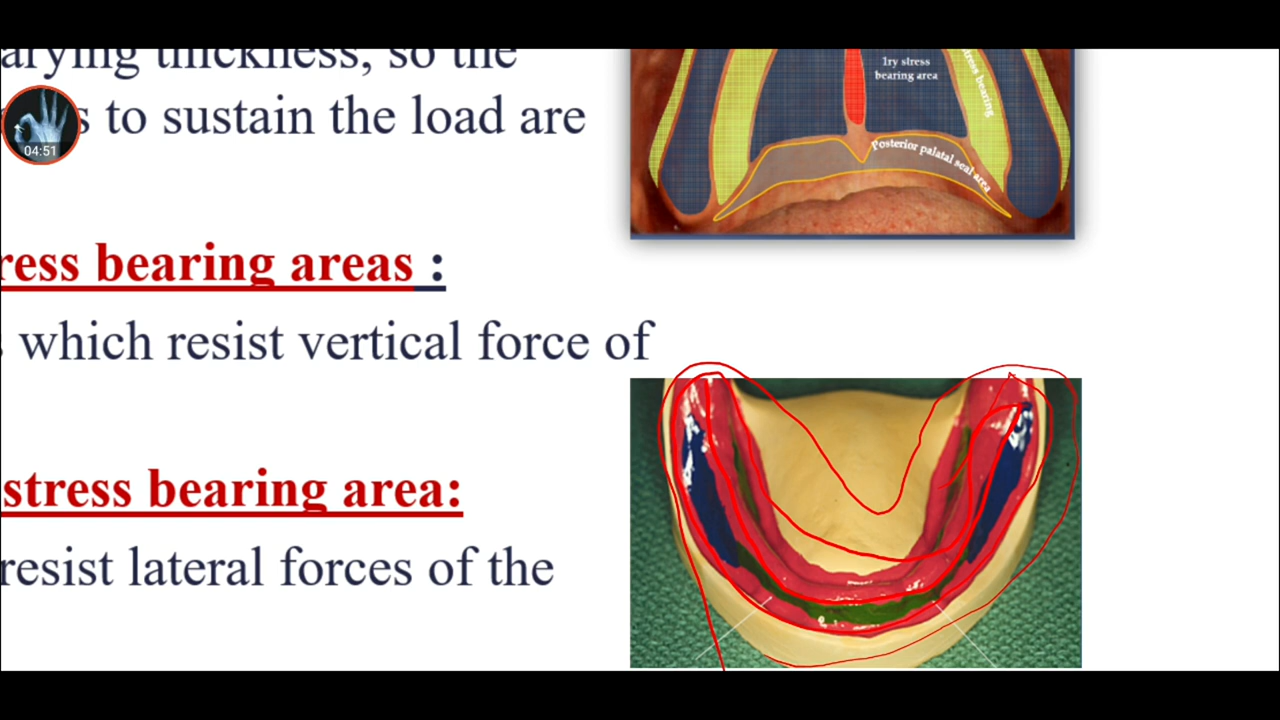 arying thickness, so the
s to sustain the load are
ress bearing areas :
which resist vertical force of
stress bearing area:
resist lateral forces of the
04:51
1ry stress
bearing area
tress bearing
Posterior palatal seal area